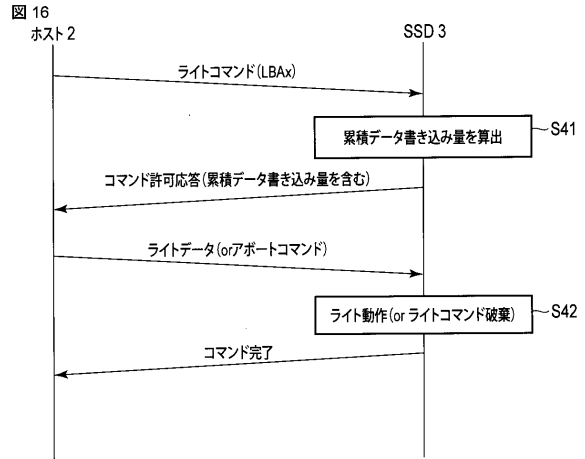 図 16
ホスト 2
SSD 3
ライトコマンド(LBAx)
累積データ書き込み量を算出
S41
コマンド許可応答(累積データ書き込み量を含む)
ライトデータ(orアボートコマンド)
ライト動作(or ライトコマンド破棄)
S42
コマンド完了